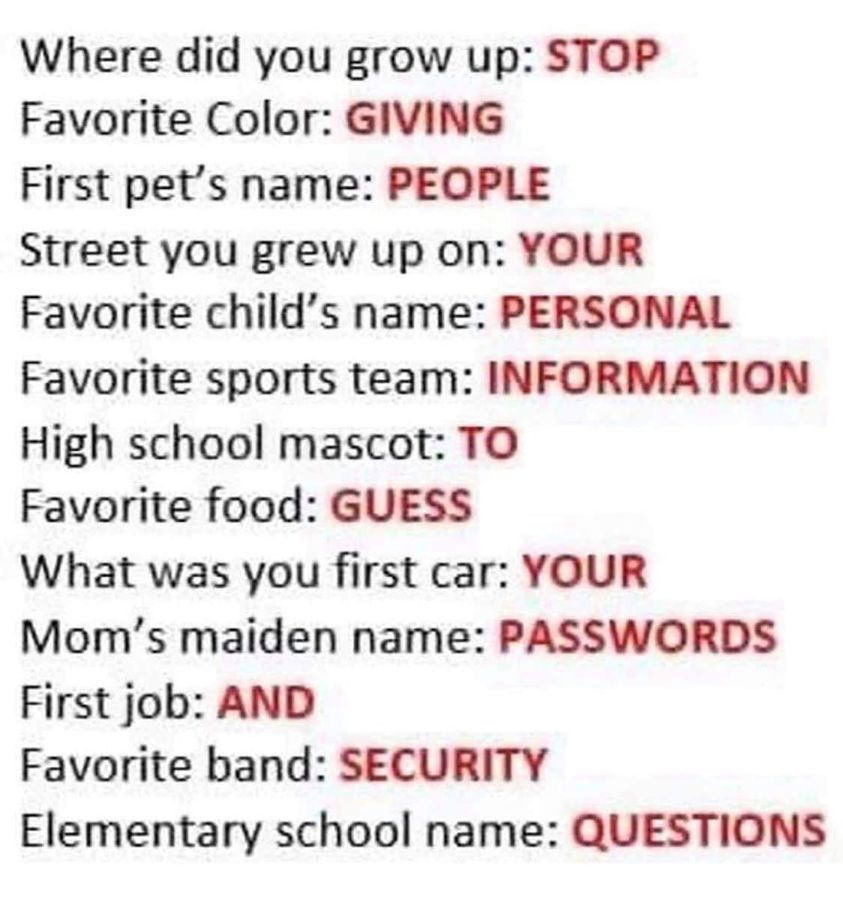 Where did you grow up: STOP
Favorite Color: GIVING
First pet's name: PEOPLE
Street you grew up on: YOUR
Favorite child's name: PERSONAL
Favorite sports team: INFORMATION
High school mascot: TO
Favorite food: GUESS
What was you first car: YOUR
Mom's maiden name: PASSWORDS
First job: AND
Favorite band: SECURITY
Elementary school name: QUESTIONS